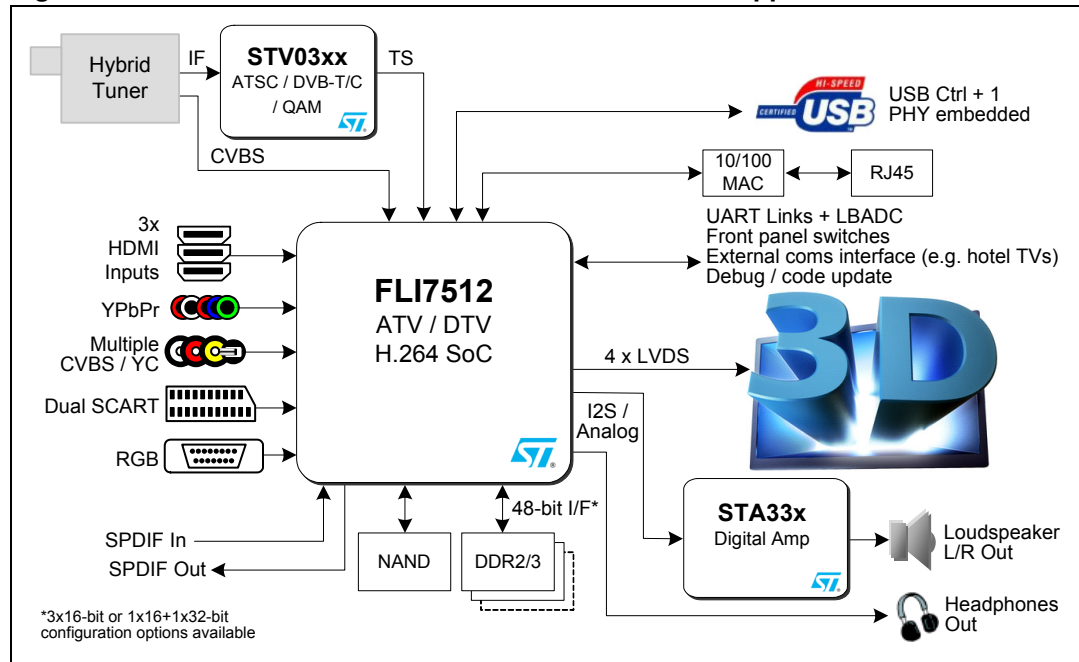 Hybrid
Tuner
IF
STV03xx
ATSC / DVB-T/C
/ QAM
ST
TS
CVBS
HI-SPEED
CERTIFIED USB
USB Ctrl + 1
PHY embedded
10/100
MAC
RJ45
UART Links + LBADC
Front panel switches
External coms interface (e.g. hotel TVs)
Debug / code update
3x
HDMI
Inputs
YPbPr
Multiple
CVBS / YC
Dual SCART
RGB
FLI7512
ATV / DTV
H.264 SoC
ST
4 x LVDS
3D
I2S /
Analog
48-bit I/F*
SPDIF In
SPDIF Out
NAND
DDR2/3
STA33x
Digital Amp
ST
Loudspeaker
L/R Out
Headphones
Out
*3x16-bit or 1x16+1x32-bit
configuration options available